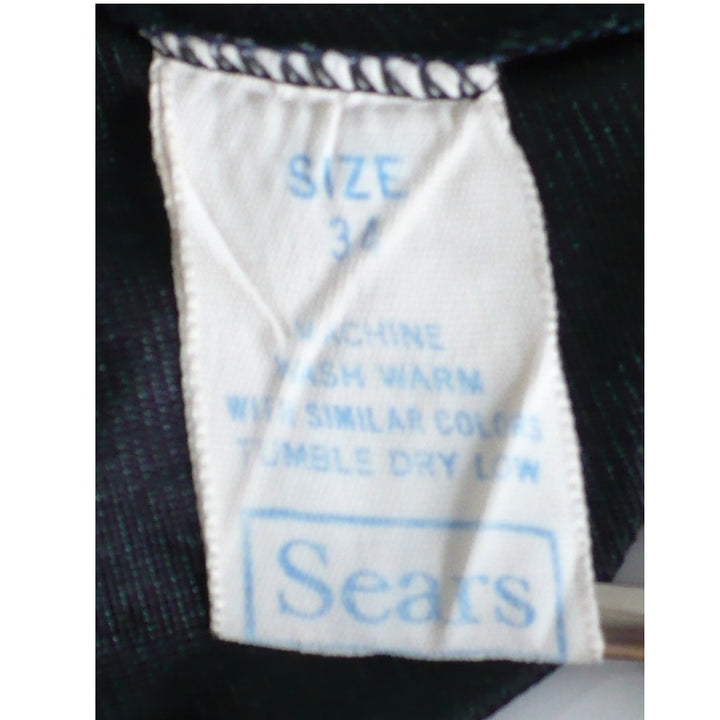 SIZE
34
MACHINE
WASH WARM
WITH SIMILAR COLORS
TUMBLE DRY LOW
Sears